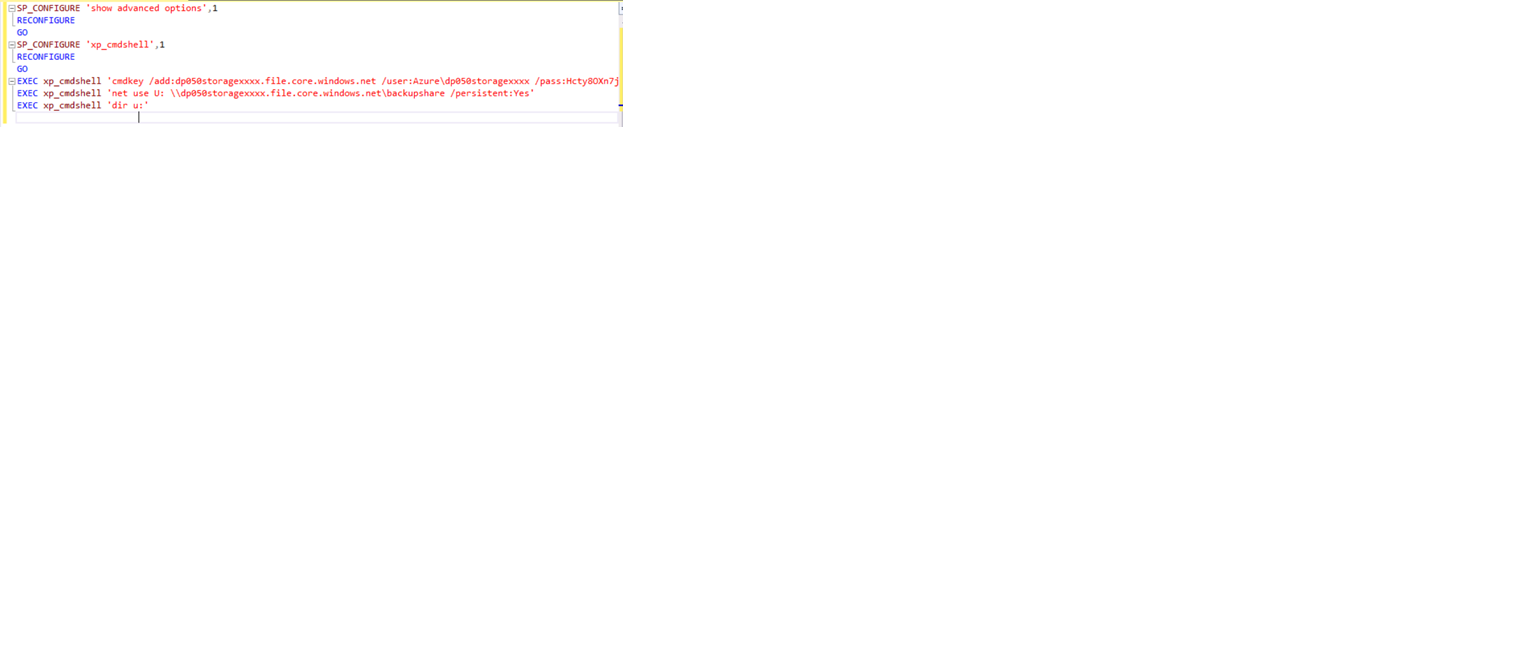 SP_CONFIGURE 'show advanced options',1
RECONFIGURE
GO
SP_CONFIGURE 'xp_cmdshell',1
RECONFIGURE
GO
EXEC xp_cmdshell 'cmdkey /add:dp050storagexxxx.file.core.windows.net /user:Azure\dp050storagexxxx /pass:Hcty8OXn7j
EXEC xp_cmdshell 'net use U: \\dp050storagexxxx.file.core.windows.net\backupshare /persistent:Yes'
EXEC xp_cmdshell 'dir u:'